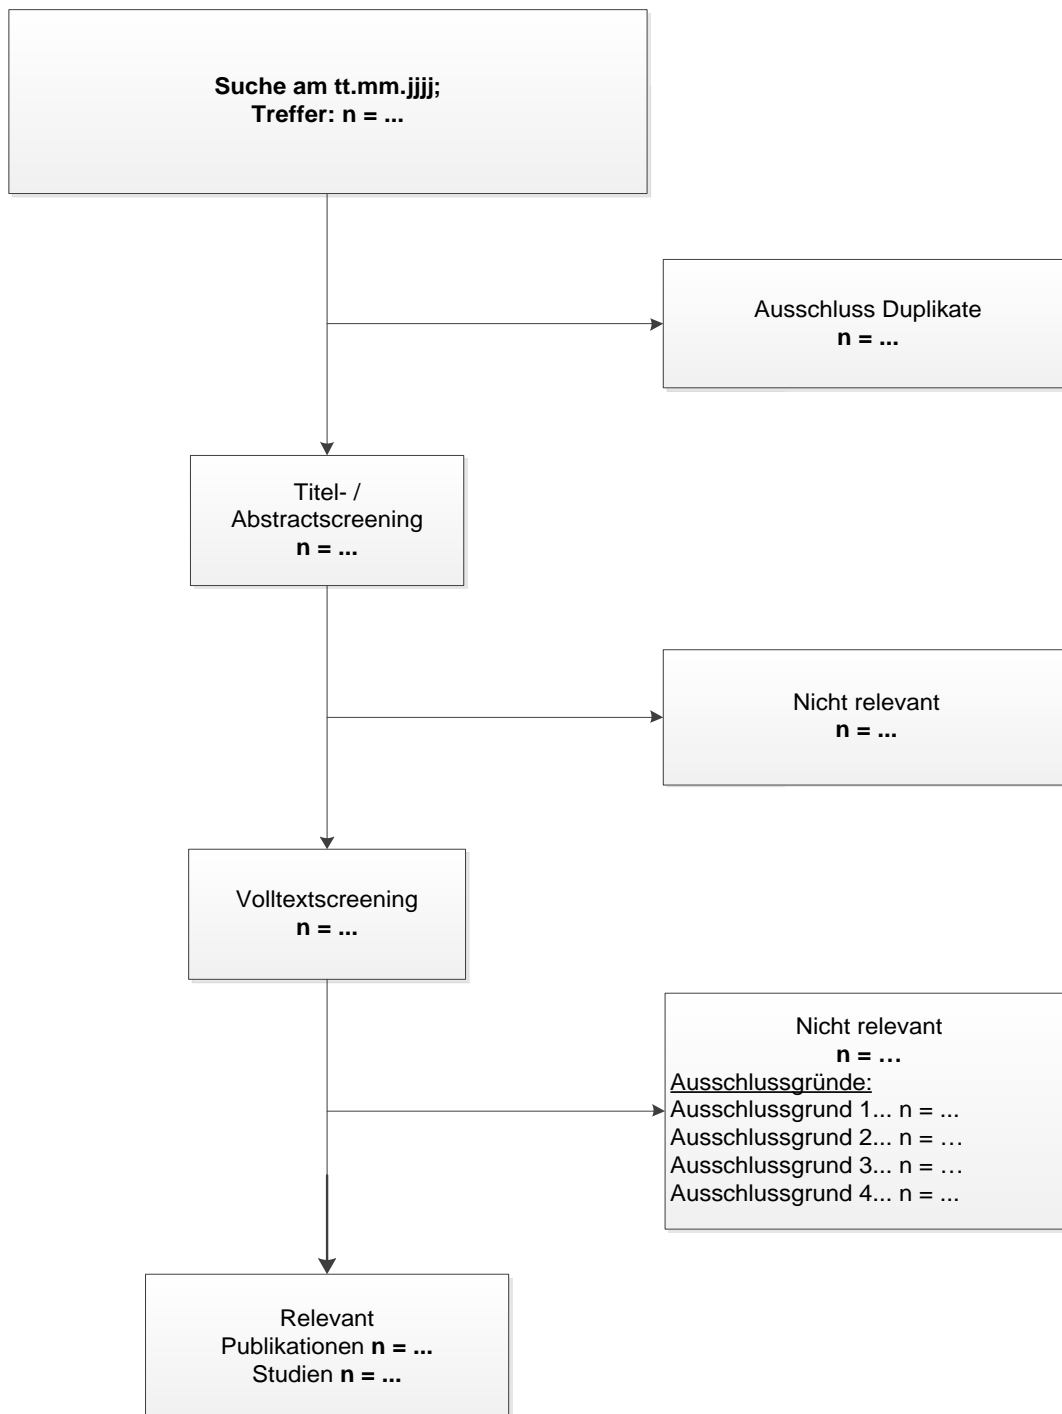 Suche am tt.mm.jjjj;
Treffer: n = ...
Ausschluss Duplikate
n = ...
Titel- /
Abstractscreening
n = ...
Nicht relevant
n = ...
Volltextscreening
n = ...
Nicht relevant
n = …
Ausschlussgründe:
Ausschlussgrund 1... n = ...
Ausschlussgrund 2... n = …
Ausschlussgrund 3... n = …
Ausschlussgrund 4... n = ...
Relevant
Publikationen n = ...
Studien n = ...